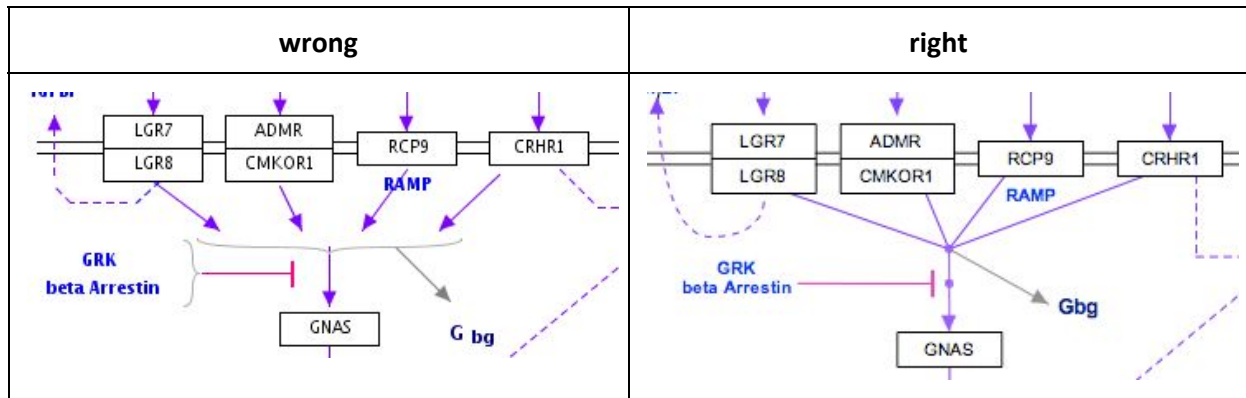 wrong
right
LGR7
LGR8
ADMR
CMKOR1
RCP9
CRHR1
RAMP
GRK
beta Arrestin
G bg
GNAS
LGR7
LGR8
ADMR
CMKOR1
RCP9
CRHR1
RAMP
GRK
beta Arrestin
Gbg
GNAS